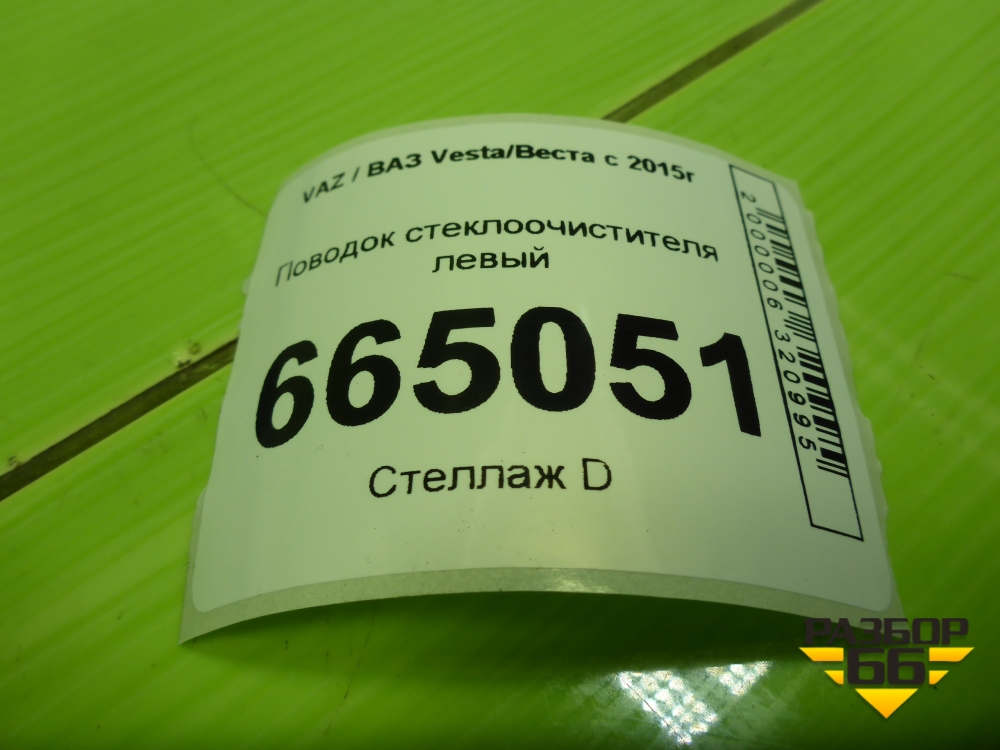 VAZ / ВАЗ Vesta/Веста с 2015г
Поводок стеклоочистителя
левый
665051
Стеллаж D
2000006320995
РАЗБОР
66